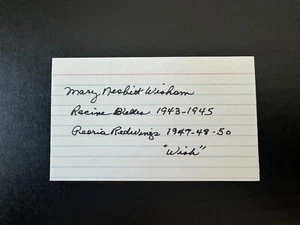 Mary Nesbitt Wisham
Racine Belles 1943-1945
Peoria Redwings 1947-48-50
"Wish"